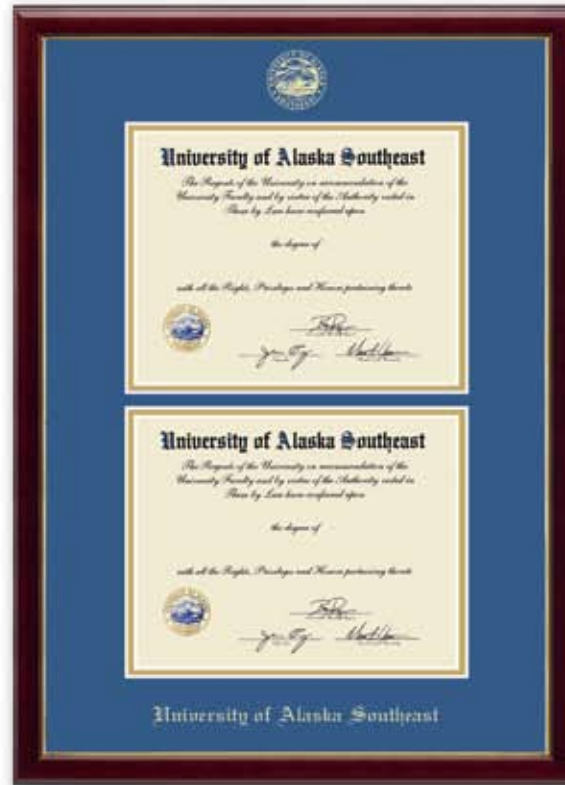 UNIVERSITY OF ALASKA
SOUTHEAST
University of Alaska Southeast
The Regents of the University on recommendation of the
University Faculty and by virtue of the Authority vested in
Them by Law have conferred upon
the degree of
with all the Rights, Privileges and Honors pertaining thereto
University of Alaska Southeast
The Regents of the University on recommendation of the
University Faculty and by virtue of the Authority vested in
Them by Law have conferred upon
the degree of
with all the Rights, Privileges and Honors pertaining thereto
University of Alaska Southeast